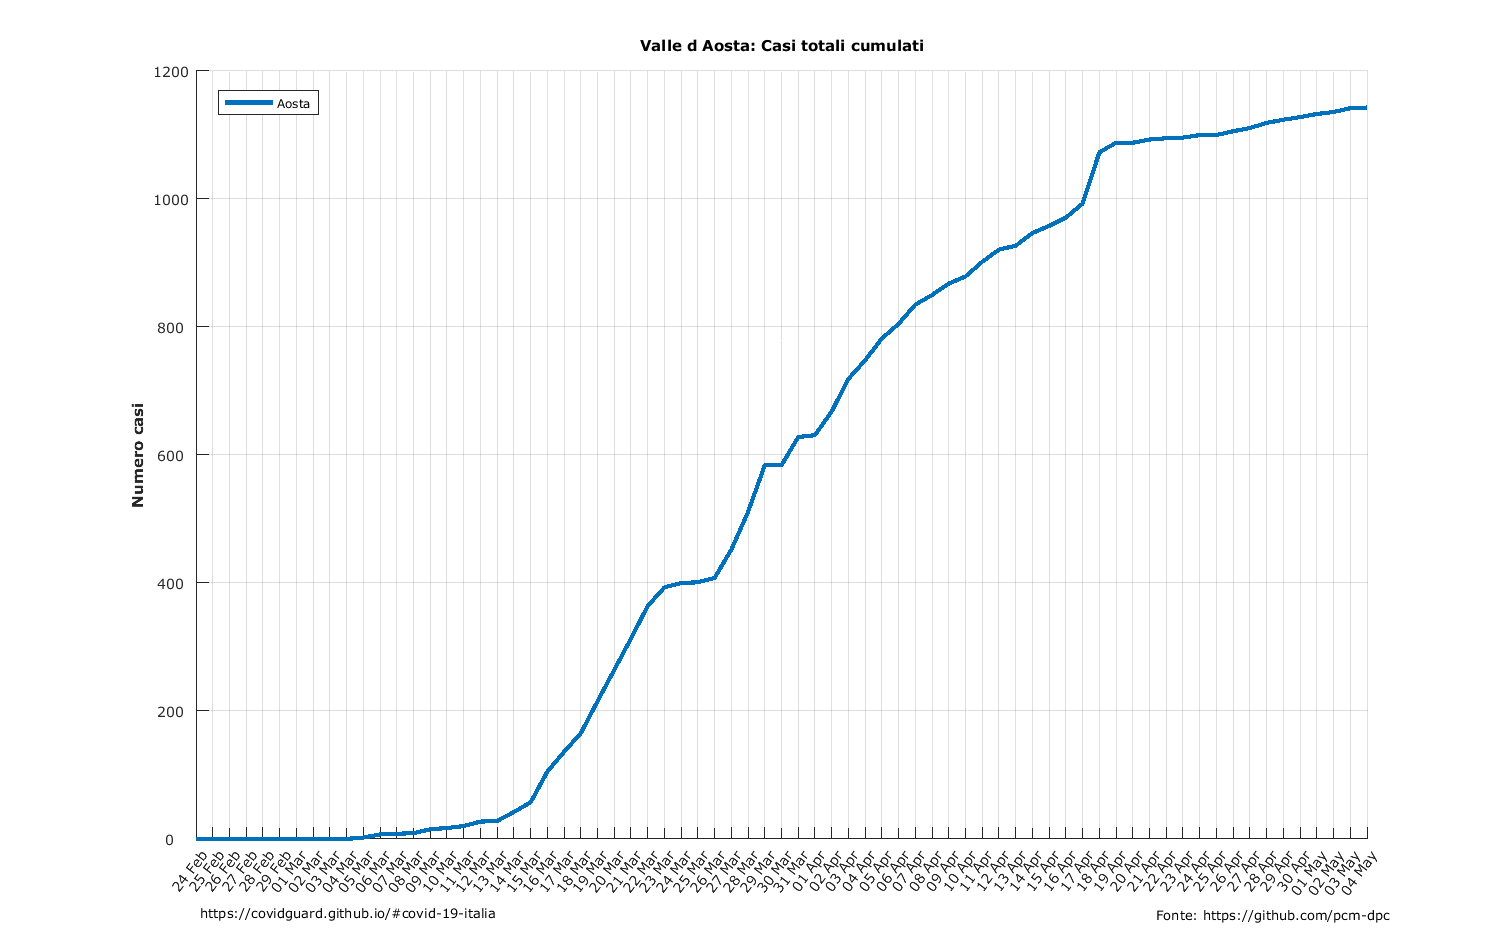 Valle d Aosta: Casi totali cumulati
1200
1000
800
600
400
200
0
Aosta
Numero casi
24 Feb
25 Feb
26 Feb
27 Feb
28 Feb
29 Feb
01 Mar
02 Mar
03 Mar
04 Mar
05 Mar
06 Mar
07 Mar
08 Mar
09 Mar
10 Mar
11 Mar
12 Mar
13 Mar
14 Mar
15 Mar
16 Mar
17 Mar
18 Mar
19 Mar
20 Mar
21 Mar
22 Mar
23 Mar
24 Mar
25 Mar
26 Mar
27 Mar
28 Mar
29 Mar
30 Mar
31 Mar
01 Apr
02 Apr
03 Apr
04 Apr
05 Apr
06 Apr
07 Apr
08 Apr
09 Apr
10 Apr
11 Apr
12 Apr
13 Apr
14 Apr
15 Apr
16 Apr
17 Apr
18 Apr
19 Apr
20 Apr
21 Apr
22 Apr
23 Apr
24 Apr
25 Apr
26 Apr
27 Apr
28 Apr
29 Apr
30 Apr
01 May
02 May
03 May
04 May
https://covidguard.github.io/#covid-19-italia
Fonte: https://github.com/pcm-dpc